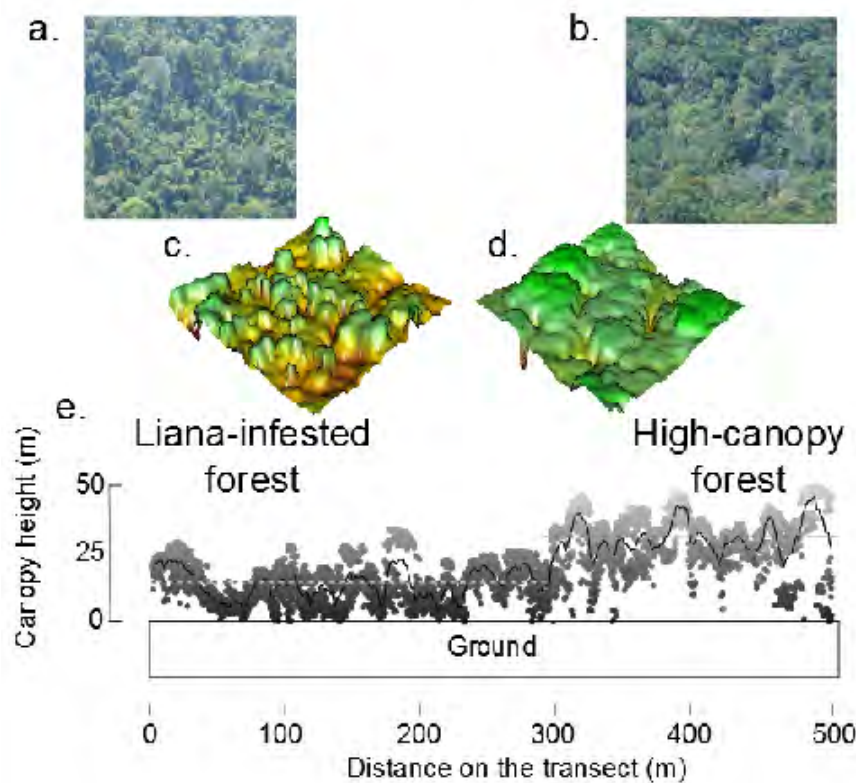 a.
b.
c.
d.
e.
Liana-infested
forest
High-canopy
forest
Canopy height (m)
50
25
0
Ground
0
100
200
300
400
500
Distance on the transect (m)